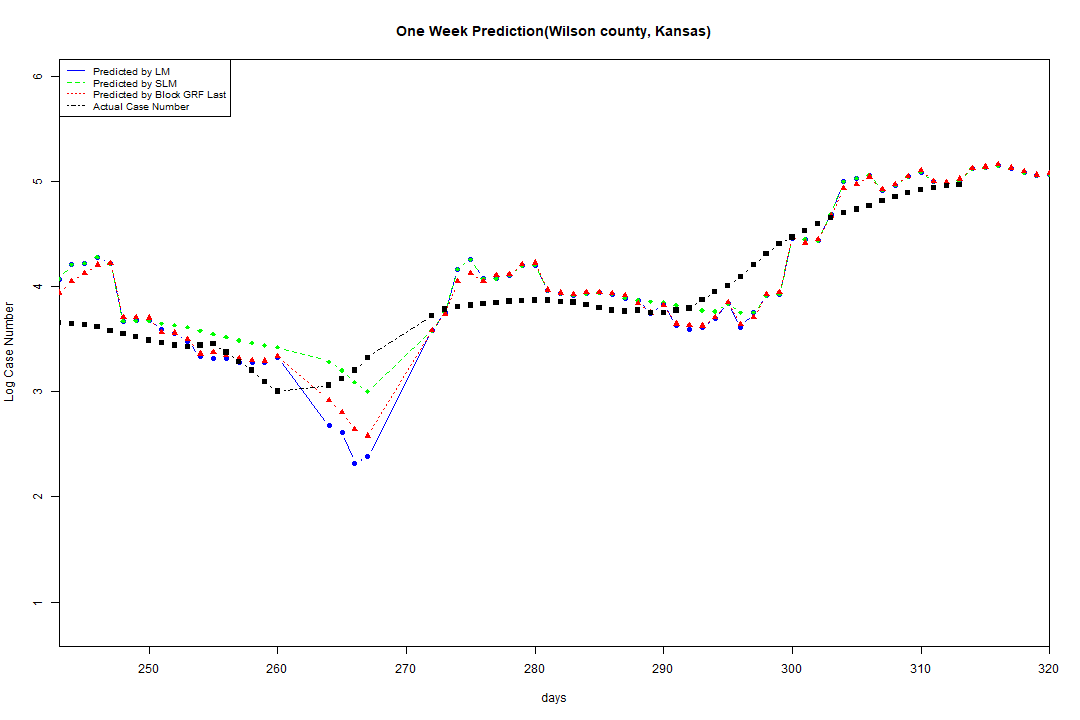 One Week Prediction(Wilson county, Kansas)
Predicted by LM
Predicted by SLM
Predicted by Block GRF Last
Actual Case Number
6
5
4
3
2
1
Log Case Number
250 260 270 280 290 300 310 320
days